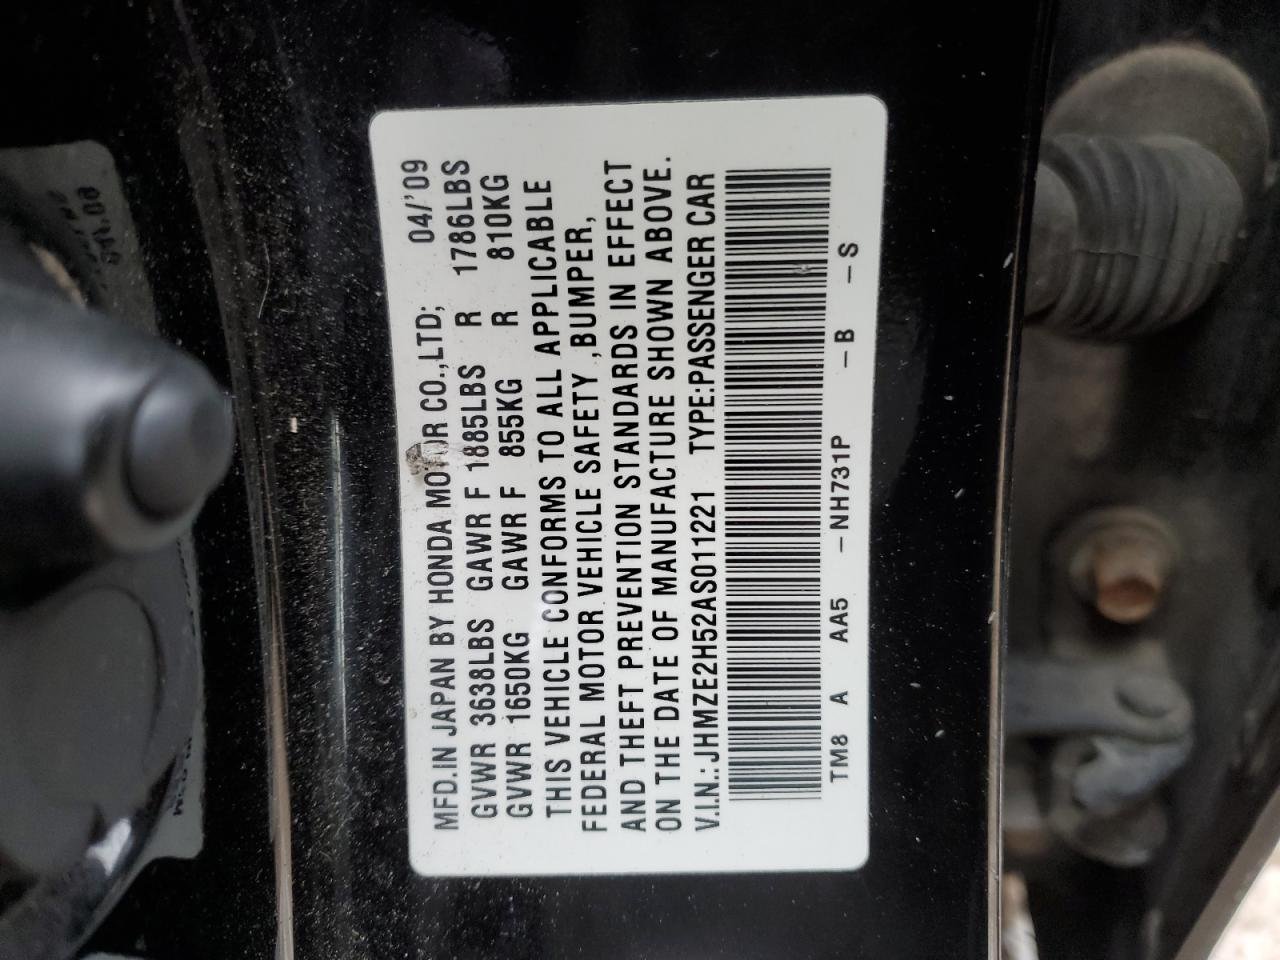 MFD.IN JAPAN BY HONDA MOTOR CO.,LTD; 04/'09
GVWR 3638LBS GAWR F 1885LBS R 1786LBS
GVWR 1650KG GAWR F 855KG R 810KG
THIS VEHICLE CONFORMS TO ALL APPLICABLE
FEDERAL MOTOR VEHICLE SAFETY ,BUMPER,
AND THEFT PREVENTION STANDARDS IN EFFECT
ON THE DATE OF MANUFACTURE SHOWN ABOVE.
V.I.N.:JHMZE2H52AS011221 TYPE:PASSENGER CAR
TM8 A AA5 -NH731P -B -S